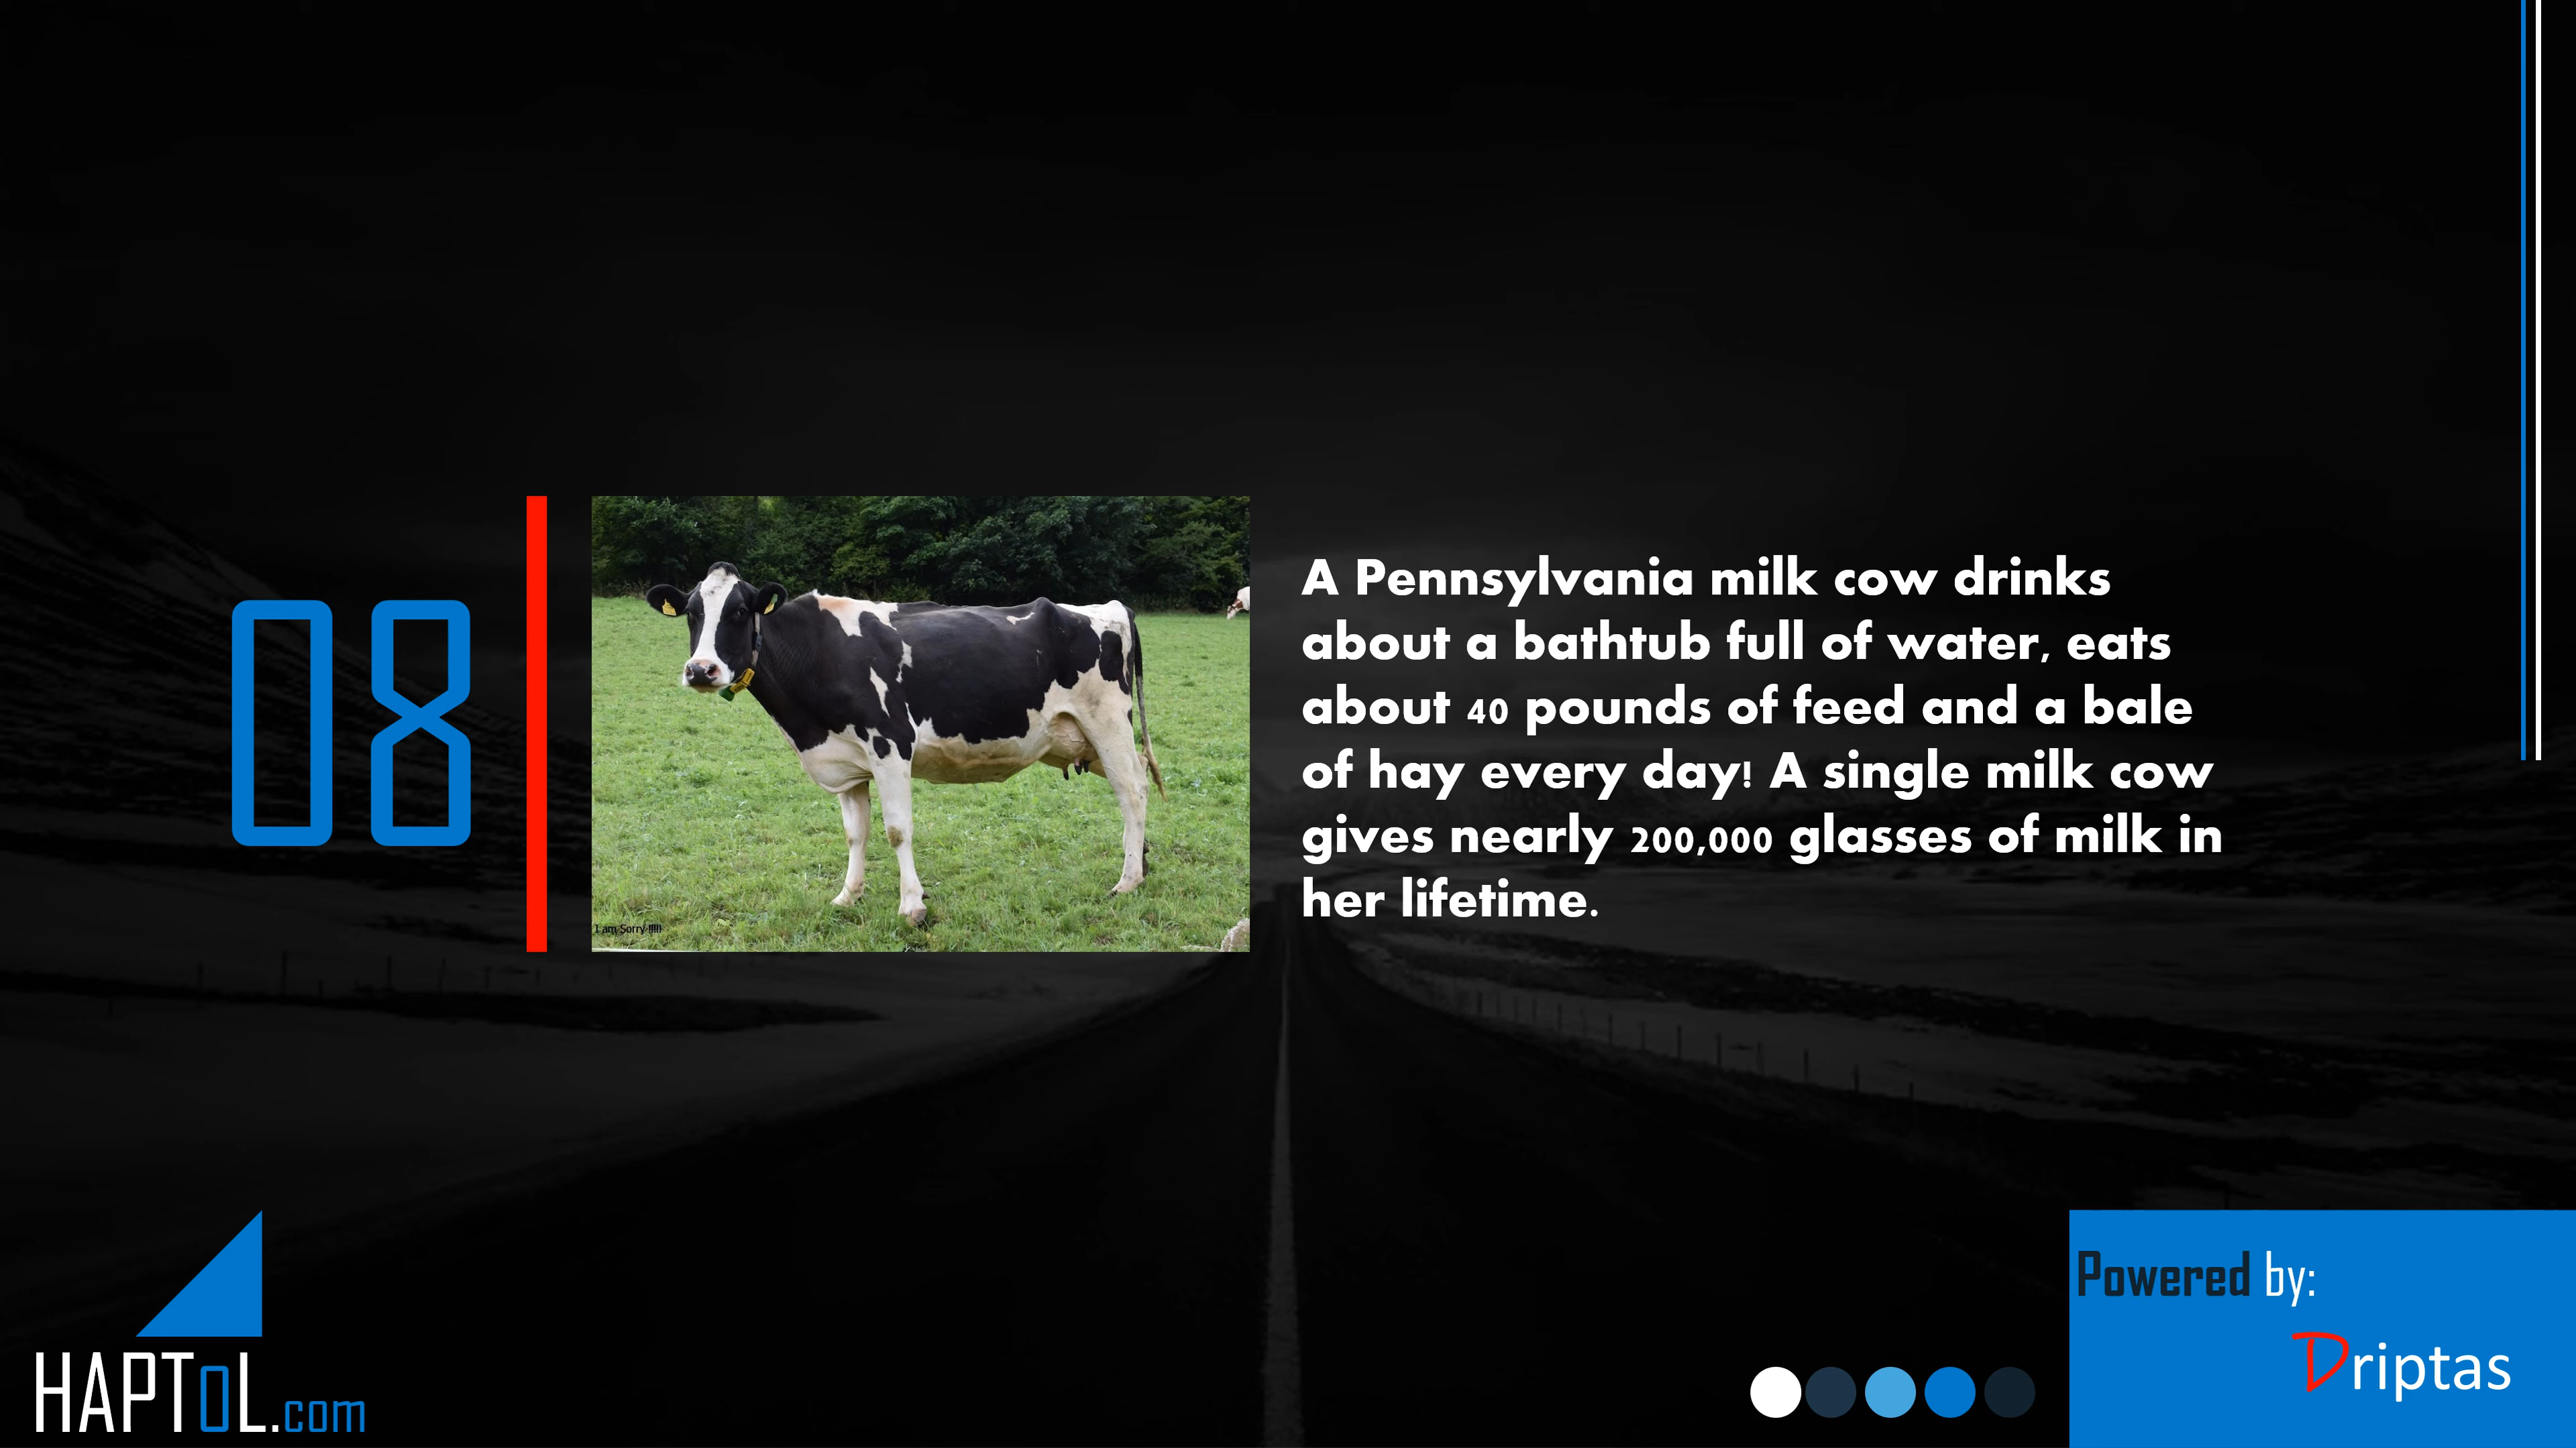 08
A Pennsylvania milk cow drinks
about a bathtub full of water, eats
about 40 pounds of feed and a bale
of hay every day! A single milk cow
gives nearly 200,000 glasses of milk in
her lifetime.
I am Sorry !!!!!
HAPToL.com
Powered by:
Driptas